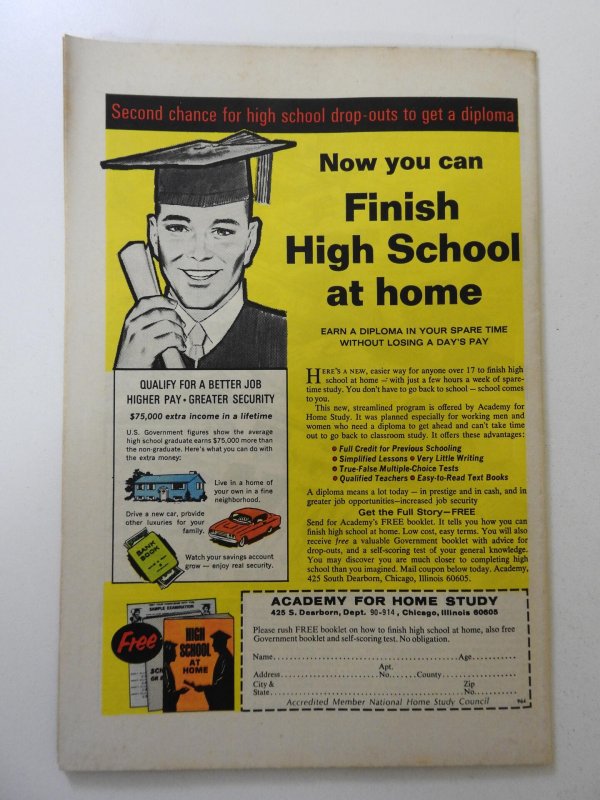 Second chance for high school drop-outs to get a diploma
Now you can
Finish
High School
at home
EARN A DIPLOMA IN YOUR SPARE TIME
WITHOUT LOSING A DAY'S PAY
QUALIFY FOR A BETTER JOB
HIGHER PAY • GREATER SECURITY
$75,000 extra income in a lifetime
U.S. Government figures show the average
high school graduate earns $75,000 more than
the non-graduate. Here's what you can do with
the extra money:
Live in a home of
your own in a fine
neighborhood.
Drive a new car, provide
other luxuries for your
family.
BANK
BOOK
Watch your savings account
grow — enjoy real security.
HERE'S A NEW, easier way for anyone over 17 to finish high
school at home — with just a few hours a week of spare-
time study. You don't have to go back to school — school comes
to you.
This new, streamlined program is offered by Academy for
Home Study. It was planned especially for working men and
women who need a diploma to get ahead and can't take time
out to go back to classroom study. It offers these advantages:
• Full Credit for Previous Schooling
• Simplified Lessons • Very Little Writing
• True-False Multiple-Choice Tests
• Qualified Teachers • Easy-to-Read Text Books
A diploma means a lot today — in prestige and in cash, and in
greater job opportunities—increased job security
Get the Full Story—FREE
Send for Academy's FREE booklet. It tells you how you can
finish school at home. Low cost, easy terms. You will also
receive free a valuable Government booklet with advice for
drop-outs, and a self-scoring test of your general knowledge.
You may discover you are much closer to completing high
school than you imagined. Mail coupon below today. Academy,
425 South Dearborn, Chicago, Illinois 60605.
Free
SAMPLE EXAMINATION
HIGH
SCHOOL
AT
HOME
ACADEMY FOR HOME STUDY
425 S. Dearborn, Dept. 90-914, Chicago, Illinois 60605
Please rush FREE booklet on how to finish high school at home, also free
Government booklet and self-scoring test. No obligation.
Name Age
Apt.
Address No. County
City & Zip
State No.
Accredited Member National Home Study Council